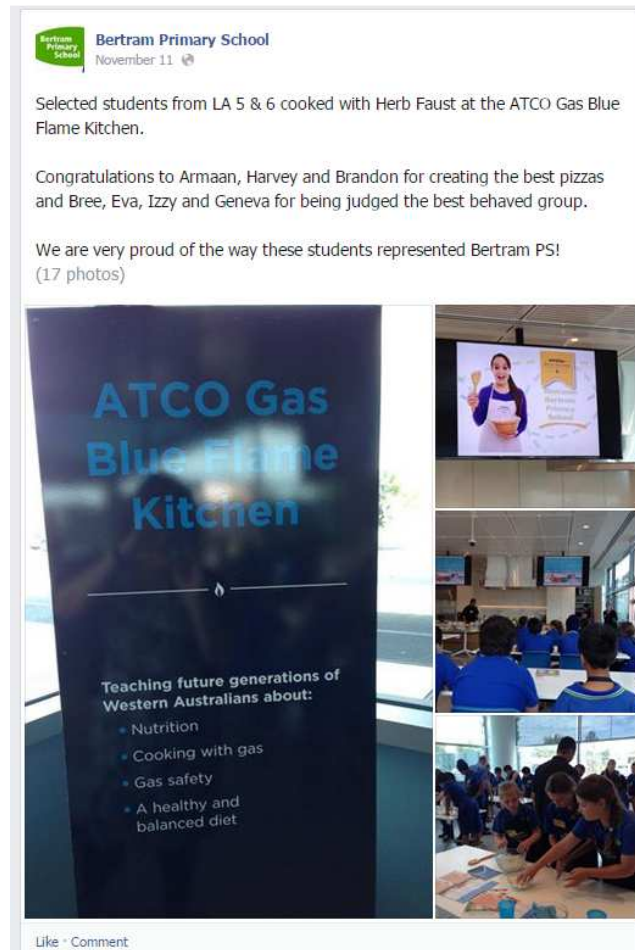 Bertram
Primary
School
Bertram Primary School
November 11
Selected students from LA 5 & 6 cooked with Herb Faust at the ATCO Gas Blue
Flame Kitchen.
Congratulations to Armaan, Harvey and Brandon for creating the best pizzas
and Bree, Eva, Izzy and Geneva for being judged the best behaved group.
We are very proud of the way these students represented Bertram PS!
(17 photos)
ATCO Gas
Blue Flame
Kitchen
Teaching future generations of
Western Australians about:
• Nutrition
• Cooking with gas
• Gas safety
• A healthy and
balanced diet
Bertram
Primary
School
Like · Comment